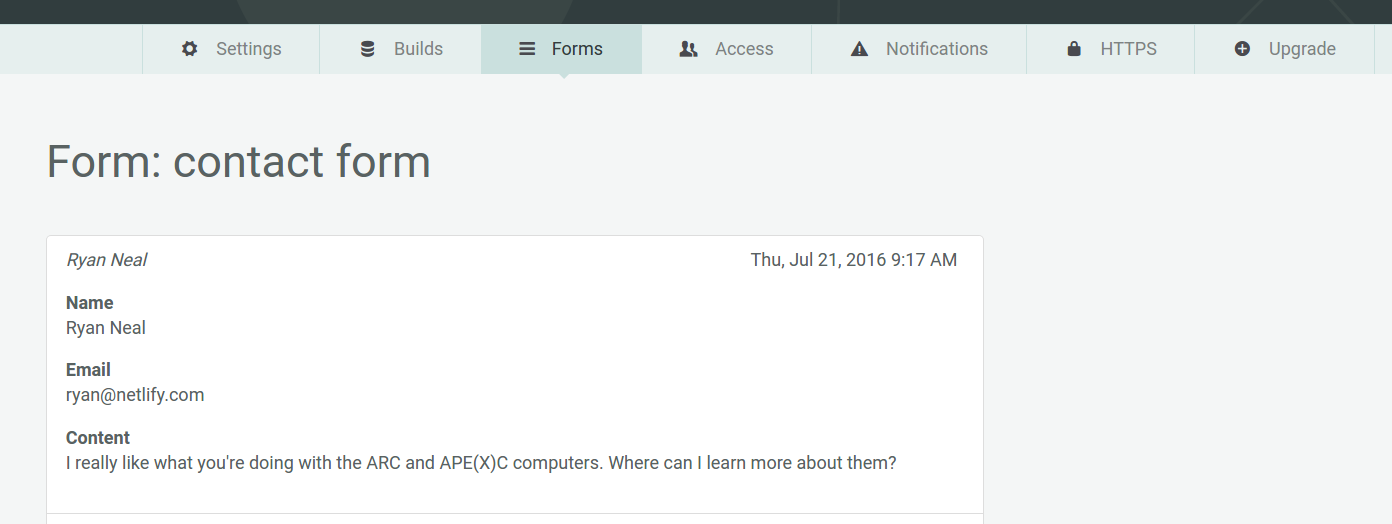 Settings Builds Forms Access Notifications HTTPS Upgrade
Form: contact form
Ryan Neal Thu, Jul 21, 2016 9:17 AM
Name
Ryan Neal
Email
ryan@netlify.com
Content
I really like what you're doing with the ARC and APE(X)C computers. Where can I learn more about them?